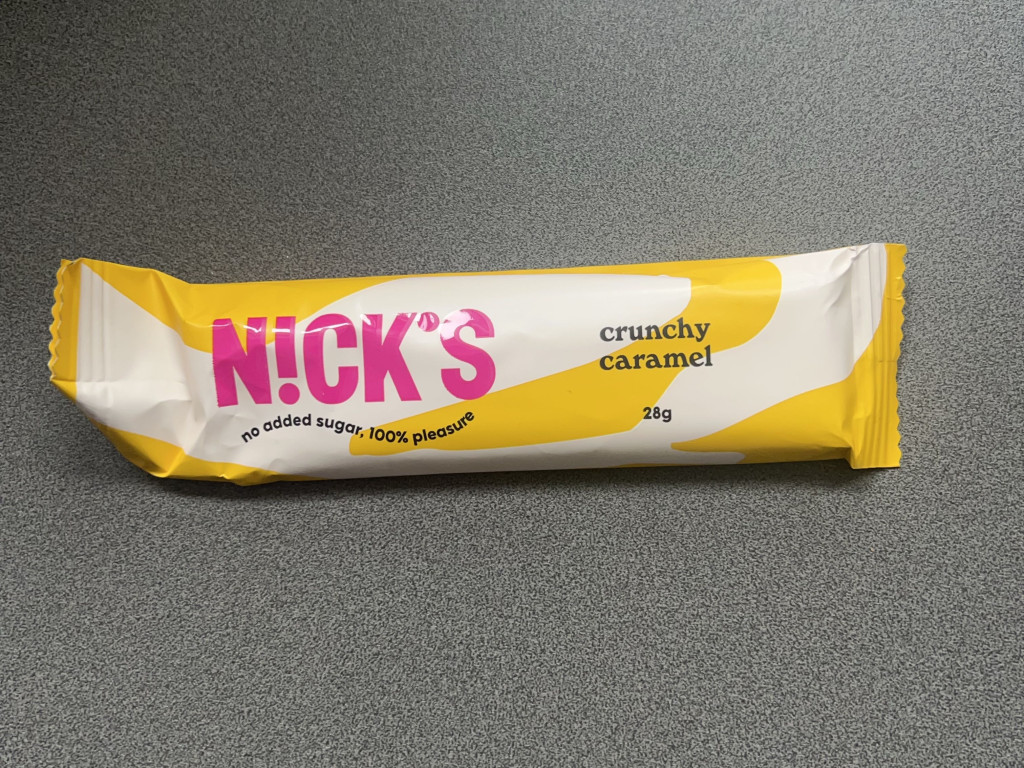 N!CK'S
no added sugar, 100% pleasure
crunchy
caramel
28g